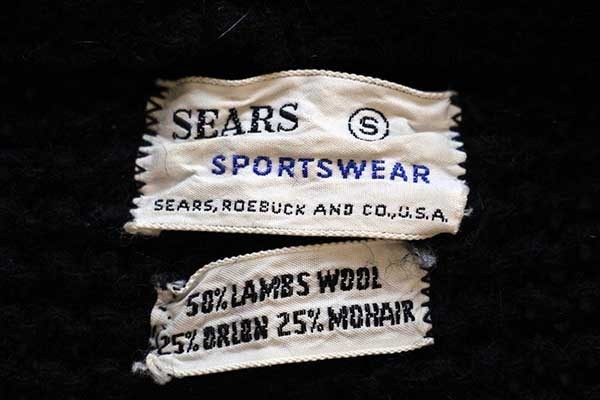 SEARS Ⓢ
SPORTSWEAR
SEARS, ROEBUCK AND CO., U.S.A.
50% LAMBS WOOL
25% ORLON 25% MOHAIR